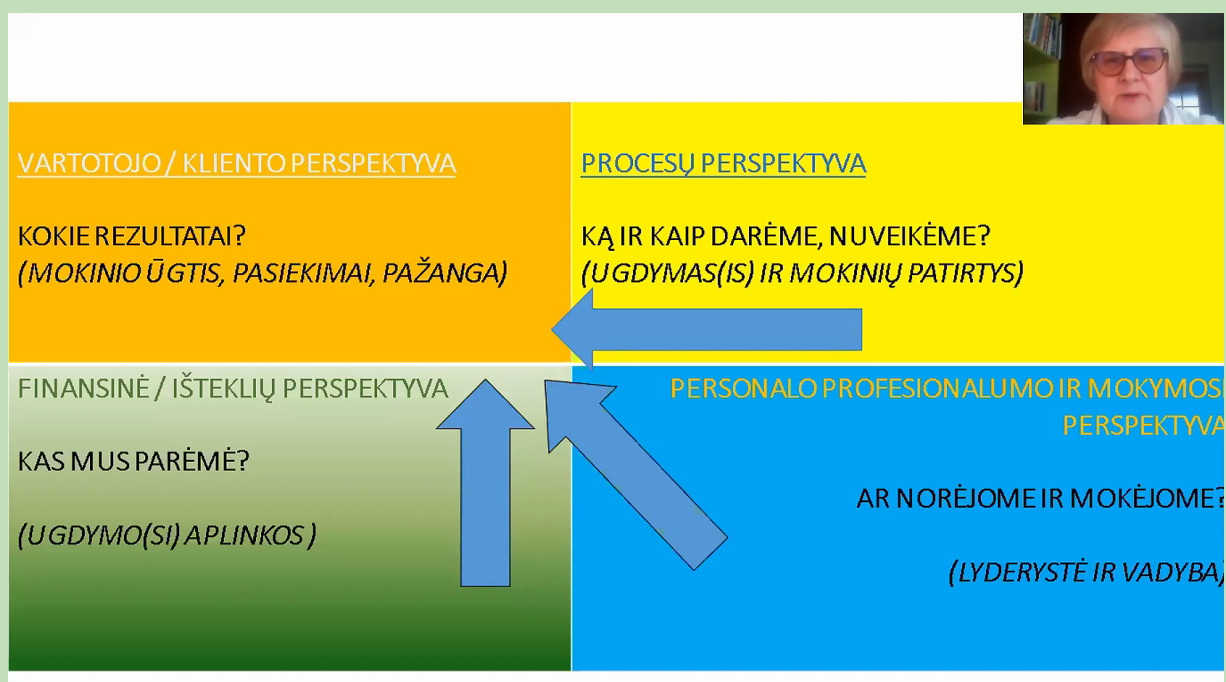 VARTOTOJO / KLIENTO PERSPEKTYVA
KOKIE REZULTATAI?
(MOKINIO ŪGTIS, PASIEKIMAI, PAŽANGA)
PROCESŲ PERSPEKTYVA
KĄ IR KAIP DARĖME, NUVEIKĖME?
(UGDYMAS(IS) IR MOKINIŲ PATIRTYS)
FINANSINĖ / IŠTEKLIŲ PERSPEKTYVA
KAS MUS PARĖMĖ?
(UGDYMO(SI) APLINKOS )
PERSONALO PROFESIONALUMO IR MOKYMOSI
PERSPEKTYVA
AR NORĖJOME IR MOKĖJOME?
(LYDERYSTĖ IR VADYBA)